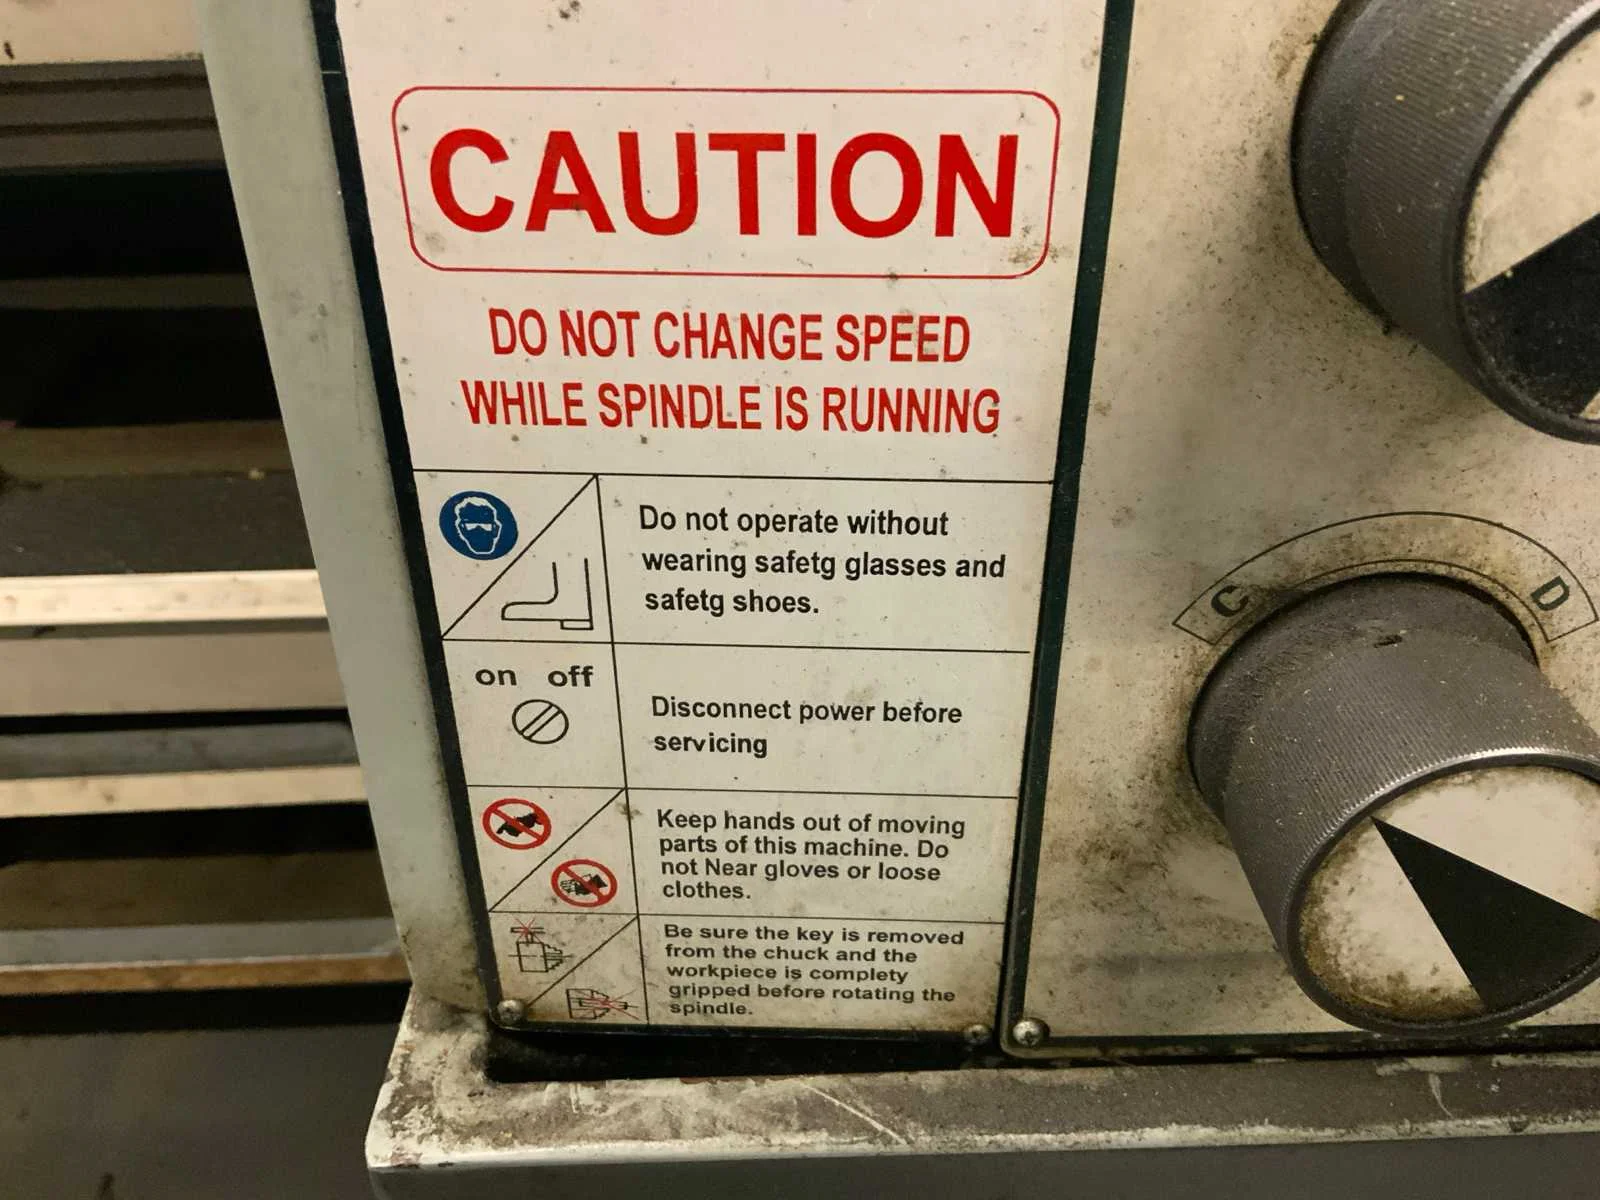 CAUTION
DO NOT CHANGE SPEED
WHILE SPINDLE IS RUNNING
Do not operate without
wearing safetg glasses and
safetg shoes.
on off
Disconnect power before
servicing
Keep hands out of moving
parts of this machine. Do
not Near gloves or loose
clothes.
Be sure the key is removed
from the chuck and the
workpiece is complety
gripped before rotating the
spindle.
C D